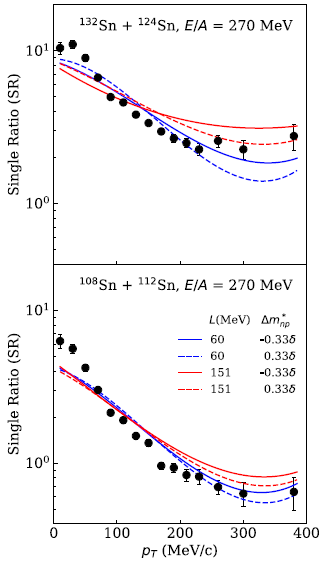 ¹³²Sn + ¹²⁴Sn, E/A = 270 MeV
10¹
10⁰
Single Ratio (SR)
¹⁰⁸Sn + ¹¹²Sn, E/A = 270 MeV
L(MeV) Δm*ₙₚ
60 -0.33δ
60 0.33δ
151 -0.33δ
151 0.33δ
10¹
10⁰
Single Ratio (SR)
0 100 200 300 400
p_T (MeV/c)